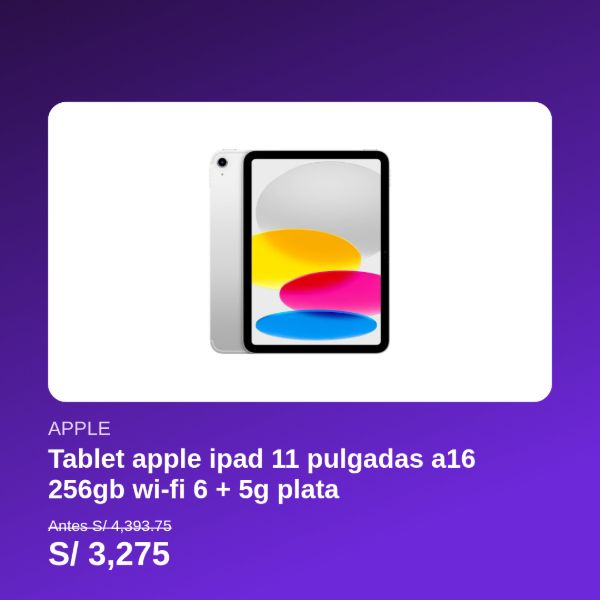 APPLE
Tablet apple ipad 11 pulgadas a16
256gb wi-fi 6 + 5g plata
Antes S/ 4,393.75
S/ 3,275